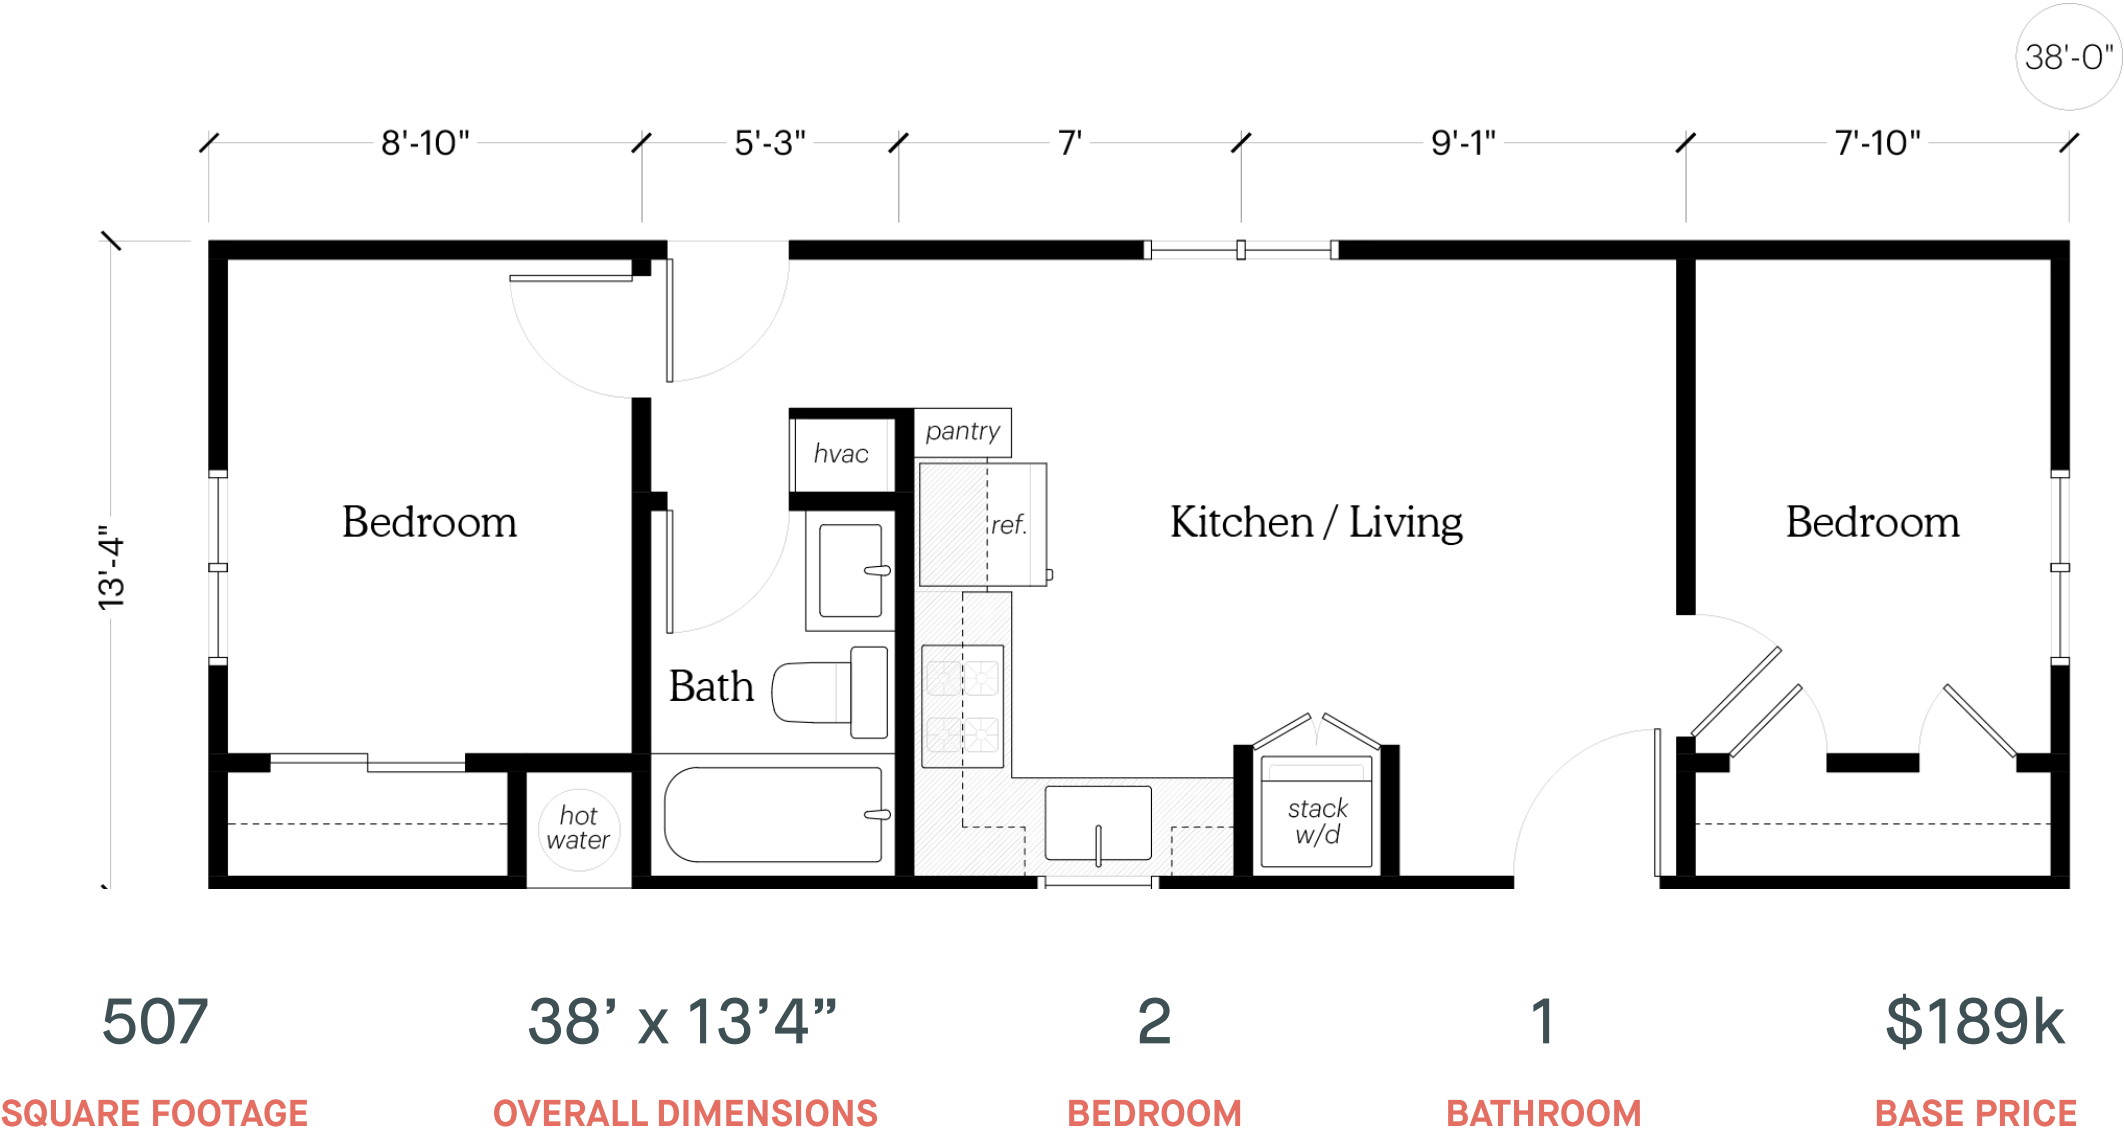 38'-0"
8'-10"
5'-3"
7'
9'-1"
7'-10"
13'-4"
pantry
hvac
Bedroom
ref.
Kitchen / Living
Bedroom
Bath
hot
water
stack
w/d
507
38’ x 13’4”
2
1
$189k
SQUARE FOOTAGE
OVERALL DIMENSIONS
BEDROOM
BATHROOM
BASE PRICE